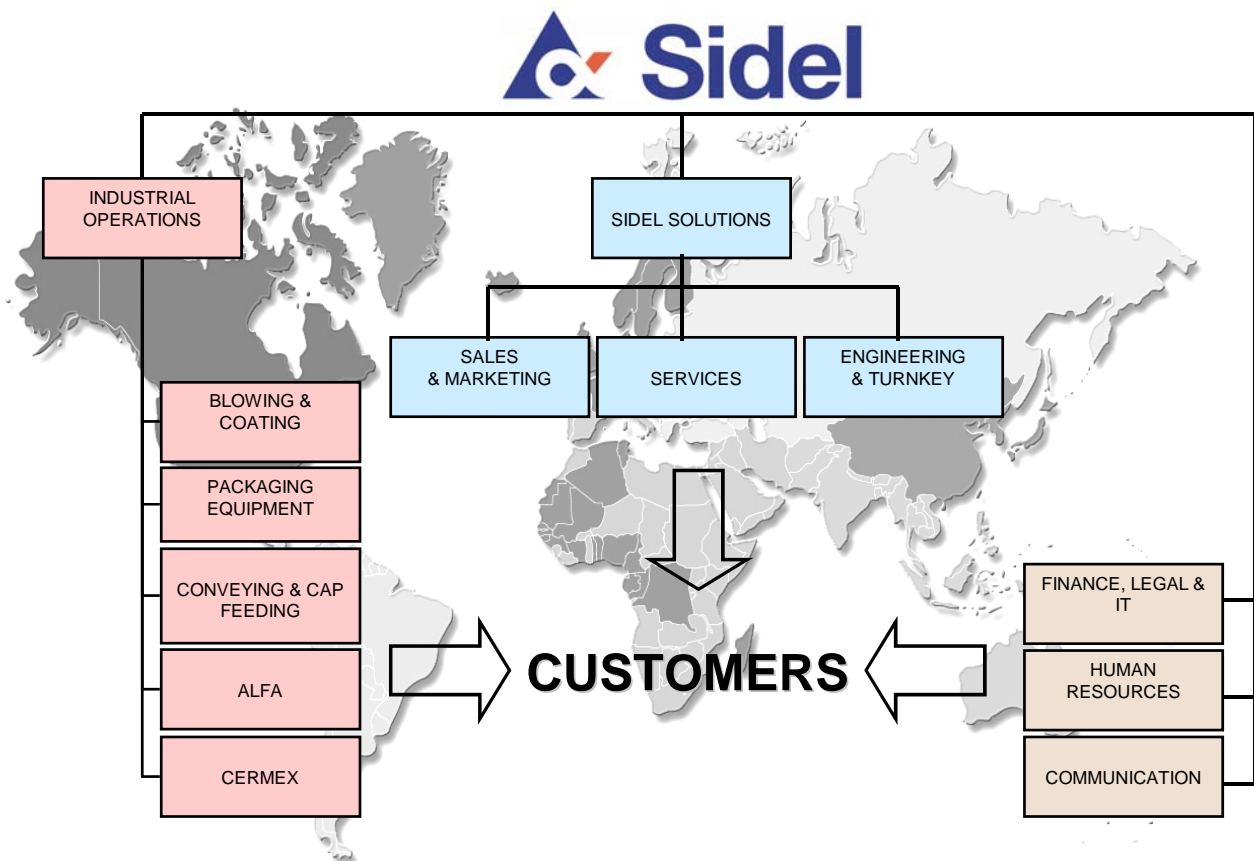 Sidel
INDUSTRIAL
OPERATIONS
SIDEL SOLUTIONS
SALES
& MARKETING
SERVICES
ENGINEERING
& TURNKEY
BLOWING &
COATING
PACKAGING
EQUIPMENT
CONVEYING & CAP
FEEDING
ALFA
CERMEX
CUSTOMERS
FINANCE, LEGAL &
IT
HUMAN
RESOURCES
COMMUNICATION